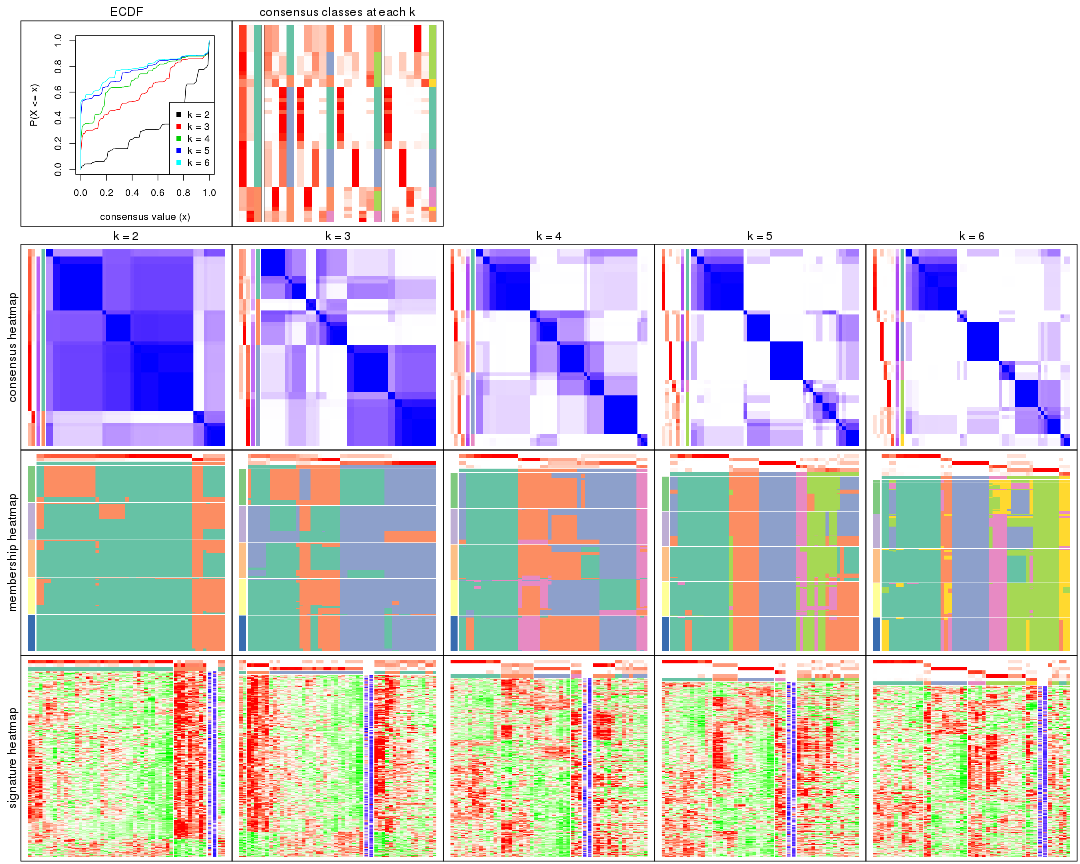 ECDF
consensus classes at each k
P(X <= x)
0.0 0.2 0.4 0.6 0.8 1.0
k = 2
k = 3
k = 4
k = 5
k = 6
0.0 0.2 0.4 0.6 0.8 1.0
consensus value (x)
k = 2
k = 3
k = 4
k = 5
k = 6
consensus heatmap
membership heatmap
signature heatmap